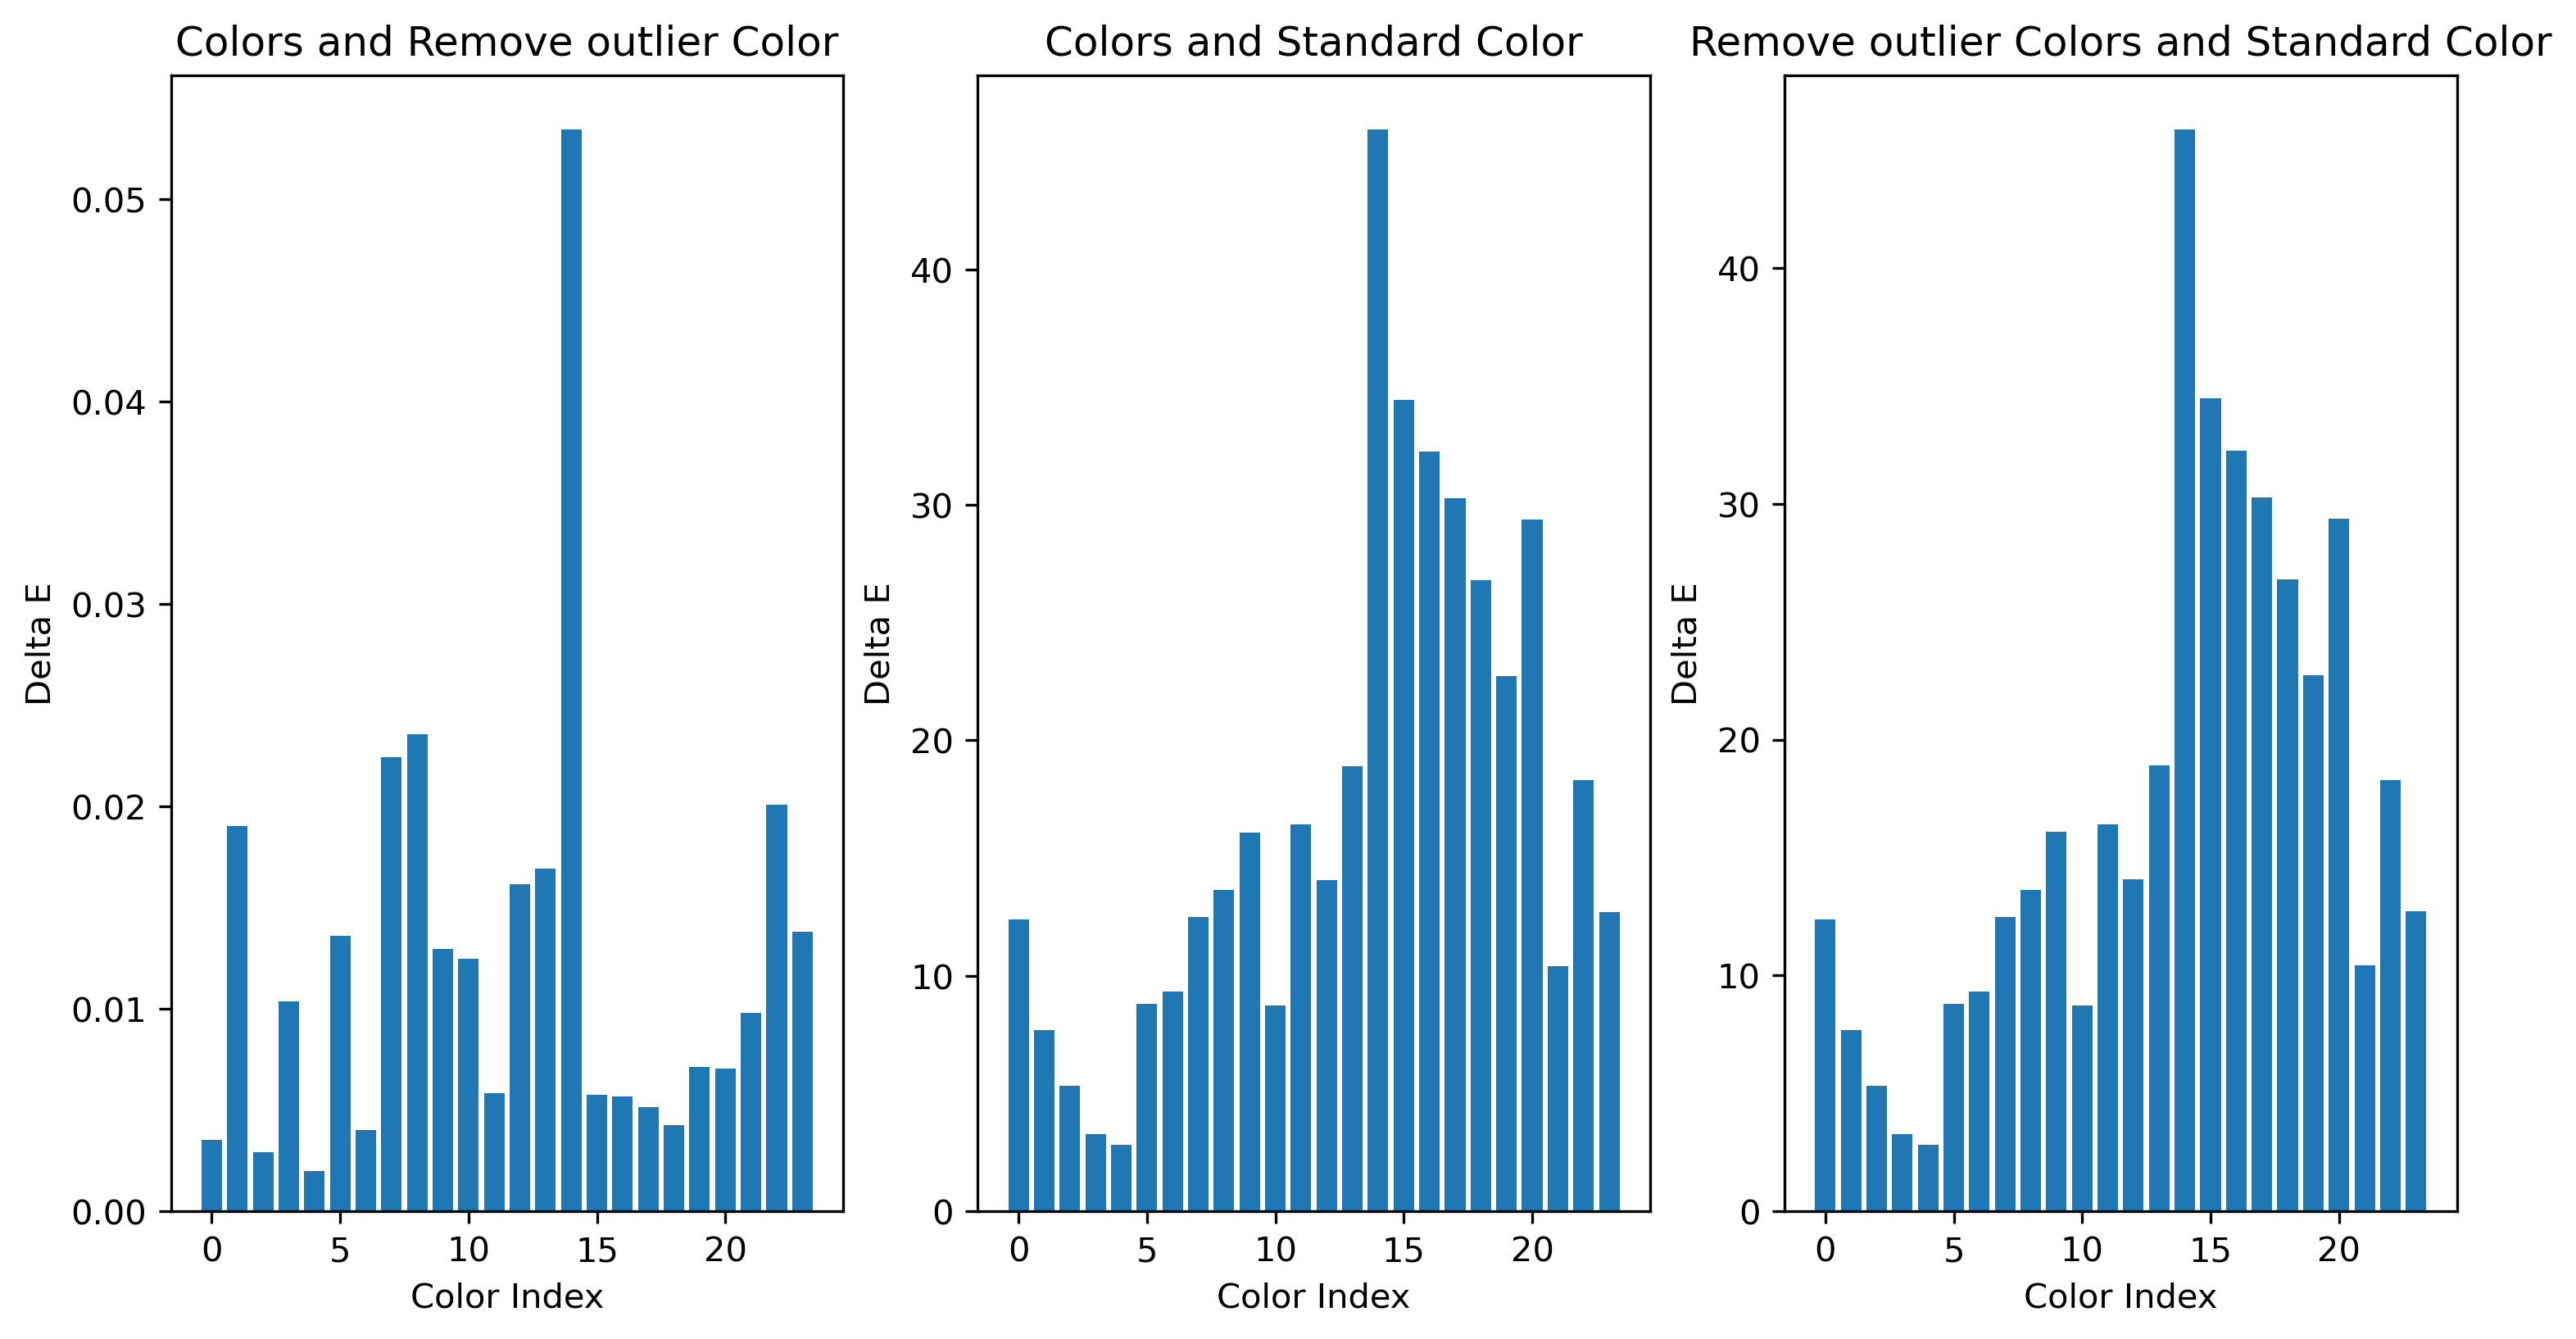 Colors and Remove outlier Color
0.05
0.04
0.03
0.02
0.01
0.00
Delta E
0 5 10 15 20
Color Index
Colors and Standard Color
40
30
20
10
0
Delta E
0 5 10 15 20
Color Index
Remove outlier Colors and Standard Color
40
30
20
10
0
Delta E
0 5 10 15 20
Color Index